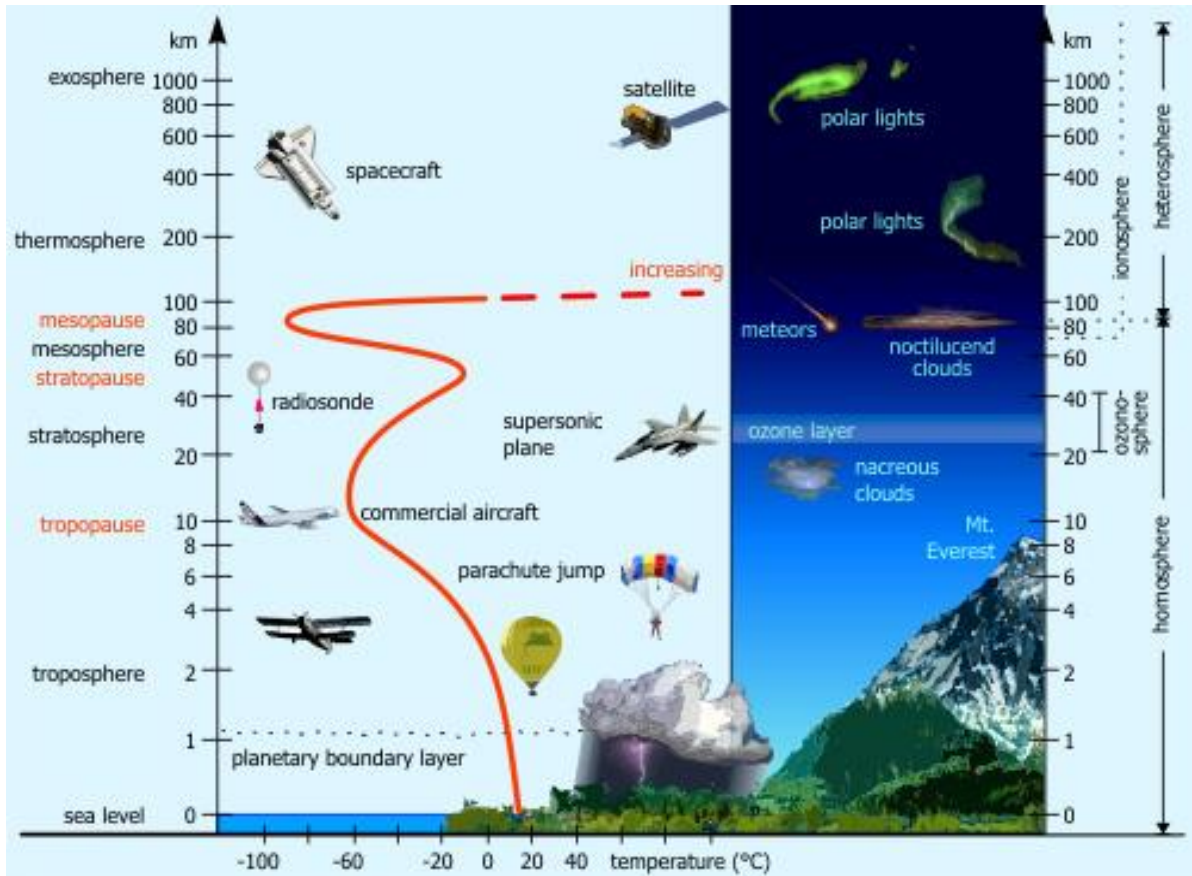 km
km
exosphere
1000
1000
800
800
satellite
polar lights
600
600
spacecraft
400
400
heterosphere
ionosphere
polar lights
thermosphere
200
200
increasing
100
100
mesopause
80
80
meteors
mesosphere
noctilucend
clouds
60
60
stratopause
radiosonde
40
40
supersonic
plane
ozone layer
ozono-
sphere
stratosphere
20
20
nacreous
clouds
commercial aircraft
tropopause
10
10
Mt.
Everest
8
8
parachute jump
6
6
4
4
homosphere
troposphere
2
2
1
1
planetary boundary layer
sea level
0
0
-100
-60
-20
0
20
40
temperature (°C)